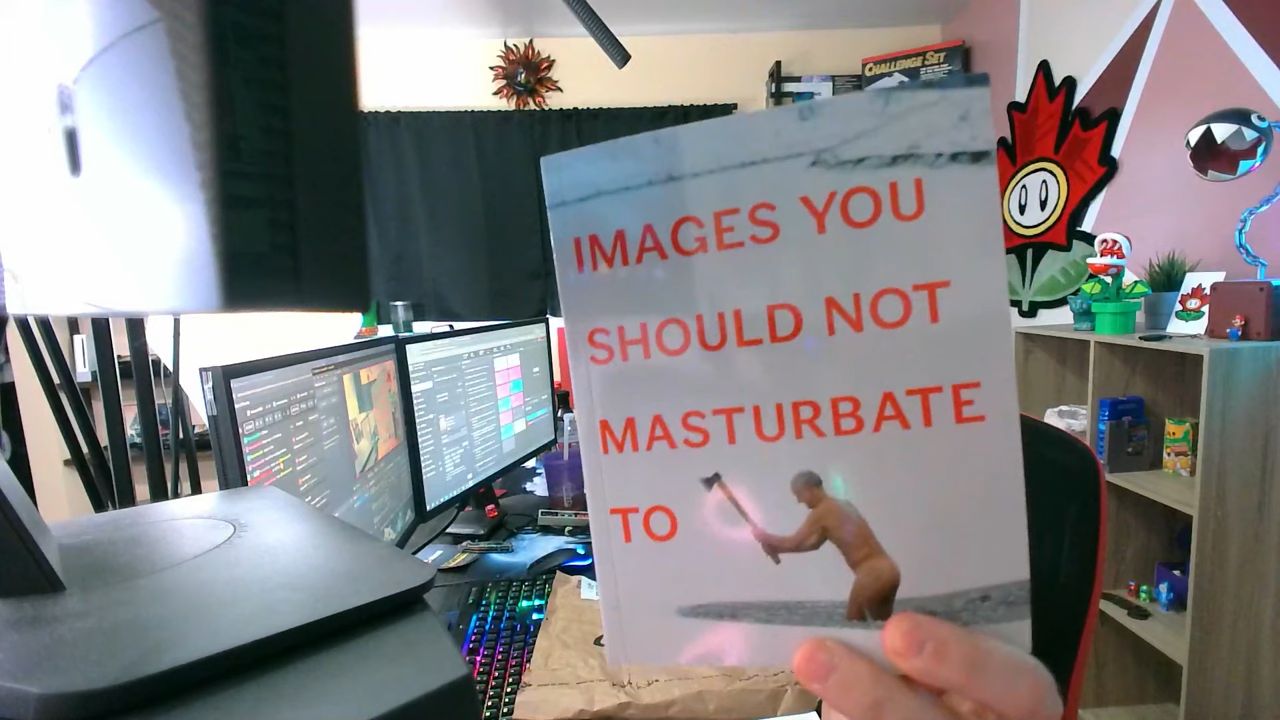 CHALLENGE SET
IMAGES YOU
SHOULD NOT
MASTURBATE
TO